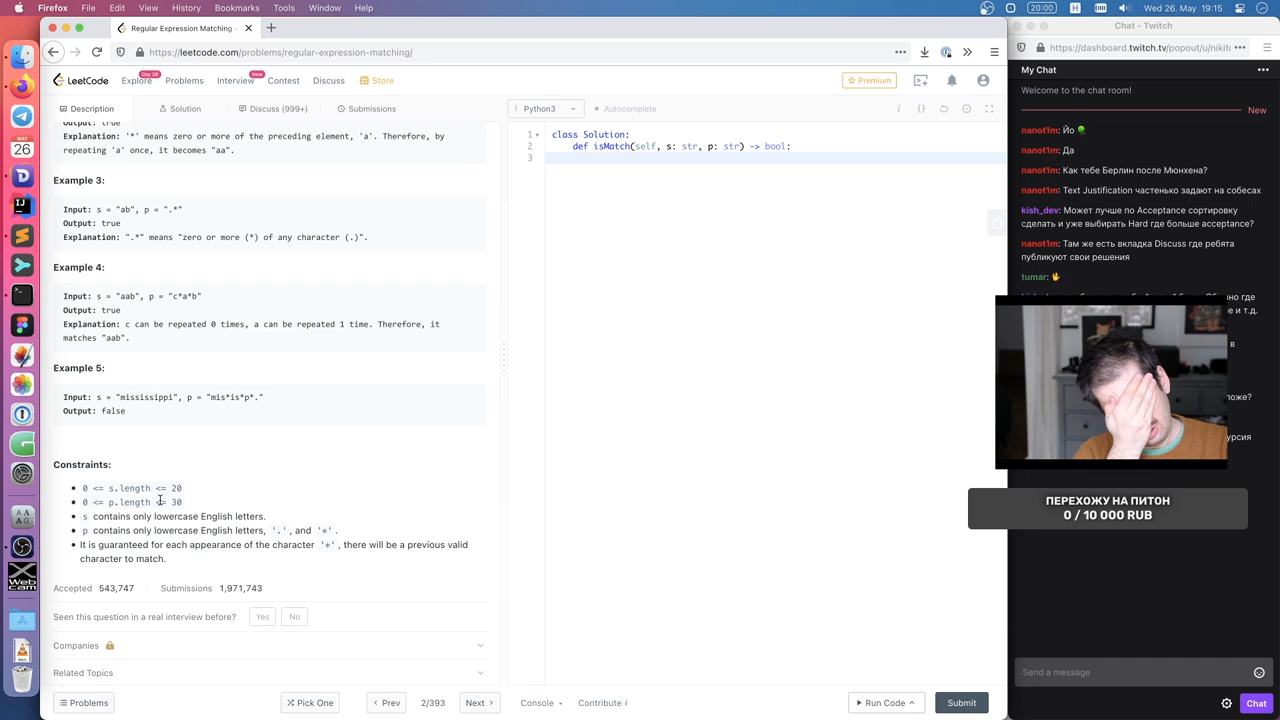 Firefox File Edit View History Bookmarks Tools Window Help
20:00 Wed 26. May 19:15
Regular Expression Matching
https://leetcode.com/problems/regular-expression-matching/
LeetCode Explore Day 26 Problems Interview New Contest Discuss Store
Premium
Description Solution Discuss (999+) Submissions
Python3 Autocomplete
Output: true
Explanation: '*' means zero or more of the preceding element, 'a'. Therefore, by
repeating 'a' once, it becomes "aa".
Example 3:
Input: s = "ab", p = ".*"
Output: true
Explanation: ".*" means "zero or more (*) of any character (.)".
Example 4:
Input: s = "aab", p = "c*a*b"
Output: true
Explanation: c can be repeated 0 times, a can be repeated 1 time. Therefore, it
matches "aab".
Example 5:
Input: s = "mississippi", p = "mis*is*p*."
Output: false
Constraints:
0 <= s.length <= 20
0 <= p.length <= 30
s contains only lowercase English letters.
p contains only lowercase English letters, '.', and '*'.
It is guaranteed for each appearance of the character '*', there will be a previous valid
character to match.
Accepted 543,747 Submissions 1,971,743
Seen this question in a real interview before? Yes No
Companies
Related Topics
Problems Pick One Prev 2/393 Next
1 class Solution:
2 def isMatch(self, s: str, p: str) -> bool:
3
Console Contribute i Run Code Submit
Chat - Twitch
https://dashboard.twitch.tv/popout/u/nikit
My Chat
Welcome to the chat room!
New
nanot1m: Йо
nanot1m: Да
nanot1m: Как тебе Берлин после Мюнхена?
nanot1m: Text Justification частенько задают на собесах
kish_dev: Может лучше по Acceptance сортировку
сделать и уже выбирать Hard где больше acceptance?
nanot1m: Там же есть вкладка Discuss где ребята
публикуют свои решения
tumar:
и т.д.
в
ПЕРЕХОЖУ НА ПИТОН
0 / 10 000 RUB
Send a message
Chat